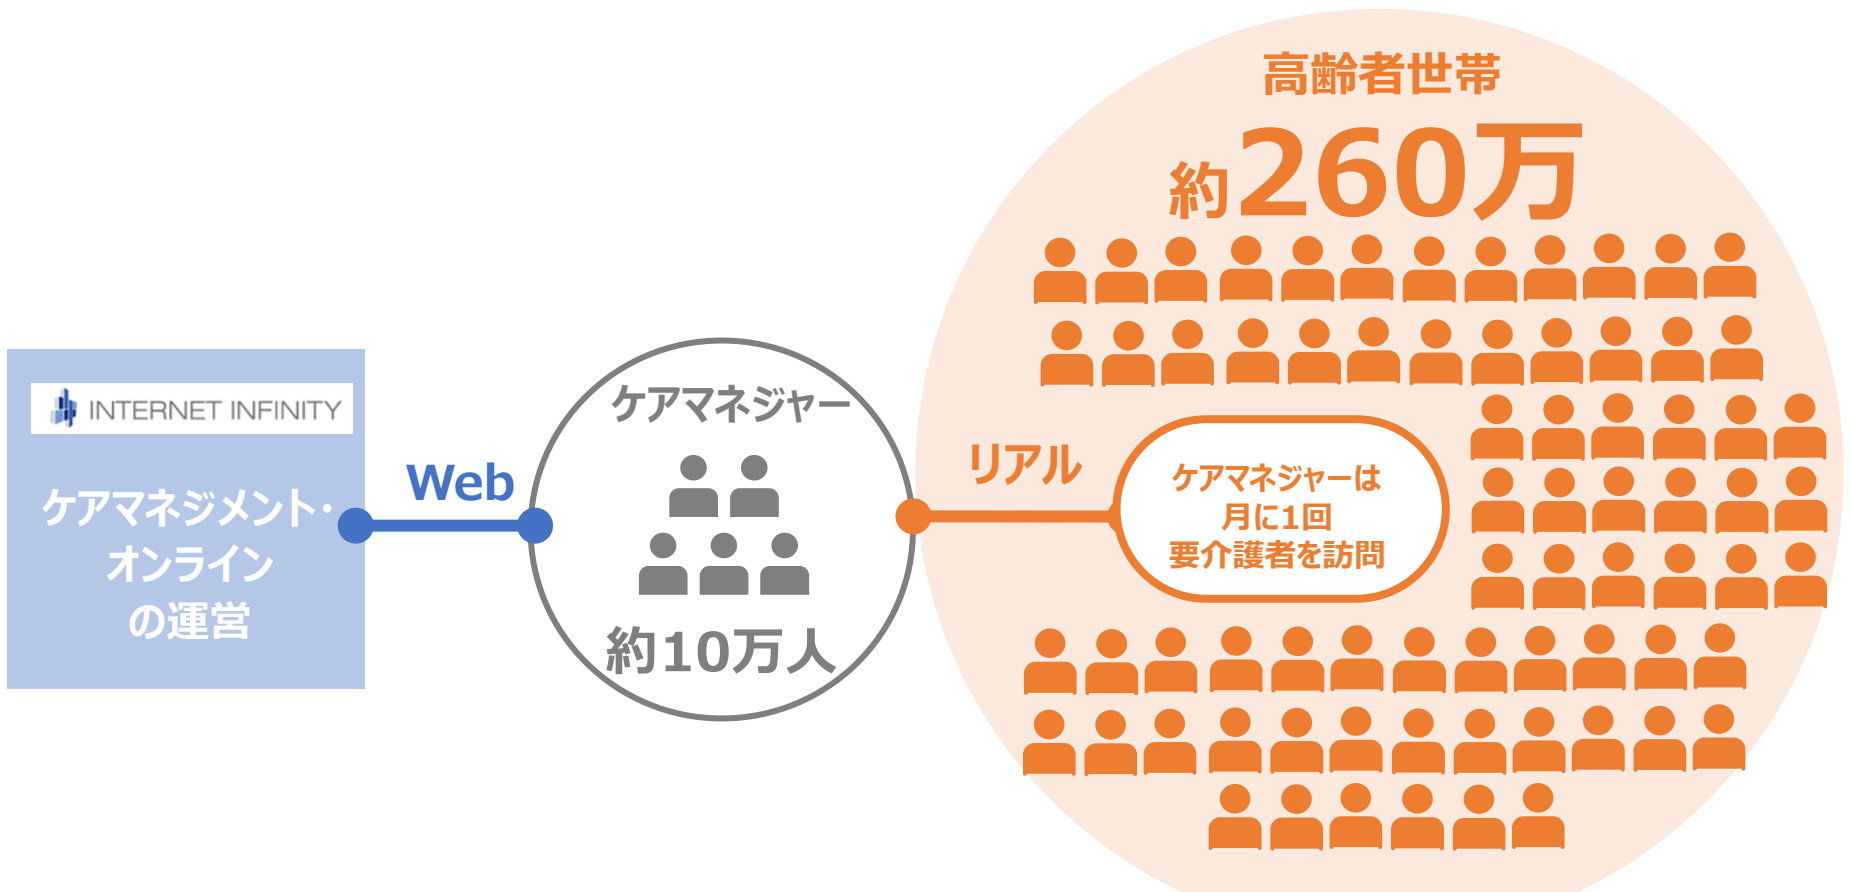 INTERNET INFINITY
ケアマネジメント・
オンライン
の運営
Web
ケアマネジャー
約10万人
リアル
高齢者世帯
約260万
ケアマネジャーは
月に1回
要介護者を訪問